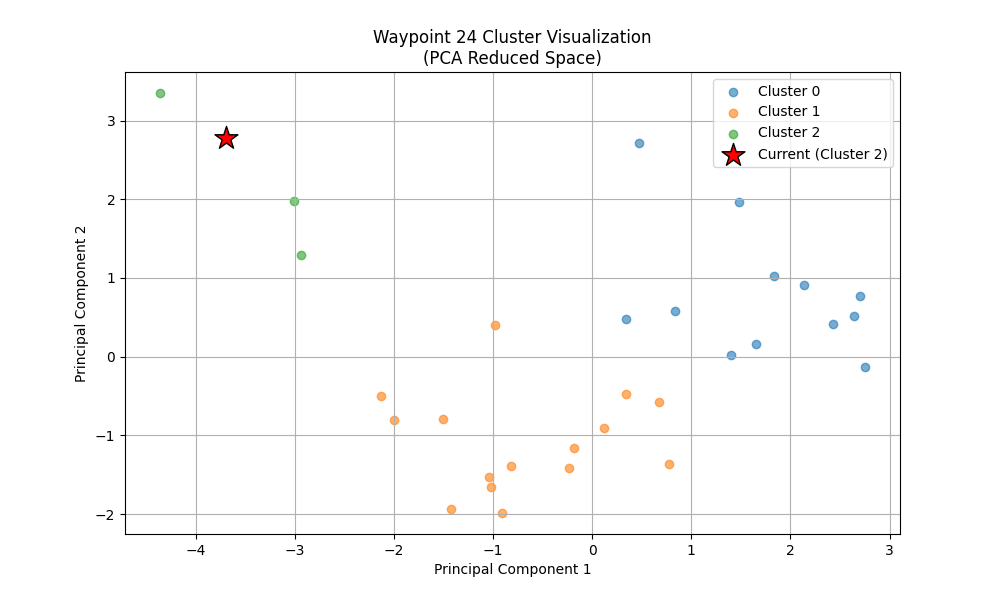 Waypoint 24 Cluster Visualization
(PCA Reduced Space)
Cluster 0
Cluster 1
Cluster 2
Current (Cluster 2)
Principal Component 2
3
2
1
0
−1
−2
−4
−3
−2
−1
0
1
2
3
Principal Component 1